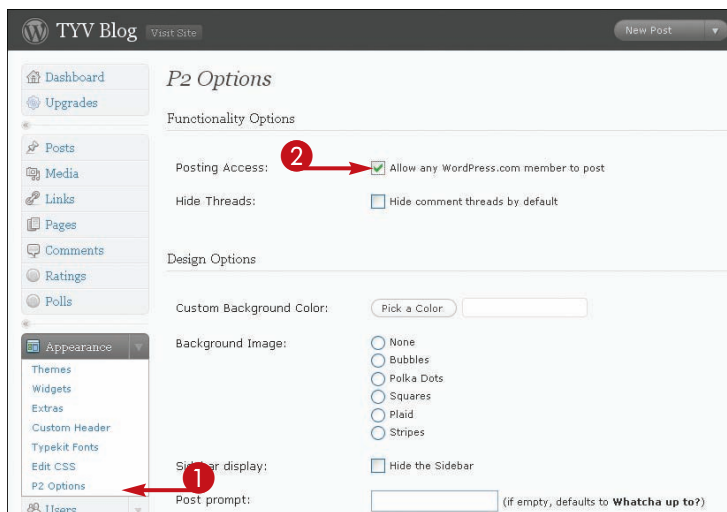 TYV Blog Visit Site New Post
Dashboard
Upgrades
Posts
Media
Links
Pages
Comments
Ratings
Polls
Appearance
Themes
Widgets
Extras
Custom Header
Typekit Fonts
Edit CSS
P2 Options
Users
P2 Options
Functionality Options
Posting Access: 2 Allow any WordPress.com member to post
Hide Threads: Hide comment threads by default
Design Options
Custom Background Color: Pick a Color
Background Image: None
Bubbles
Polka Dots
Squares
Plaid
Stripes
Sidebar display: Hide the Sidebar
1
Post prompt: (if empty, defaults to Whatcha up to?)